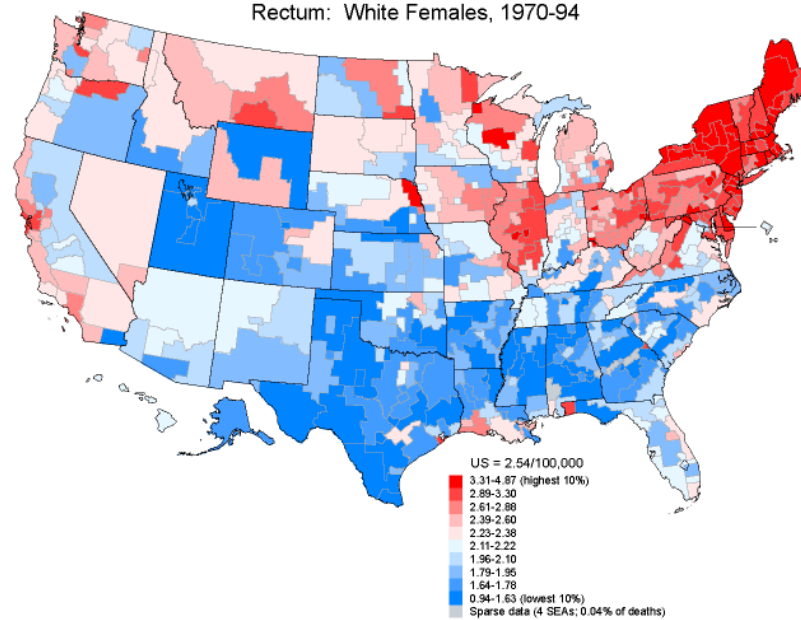 Rectum: White Females, 1970-94
US = 2.54/100,000
3.31-4.87 (highest 10%)
2.89-3.30
2.61-2.88
2.39-2.60
2.23-2.38
2.11-2.22
1.96-2.10
1.79-1.95
1.64-1.78
0.94-1.63 (lowest 10%)
Sparse data (4 SEAs; 0.04% of deaths)